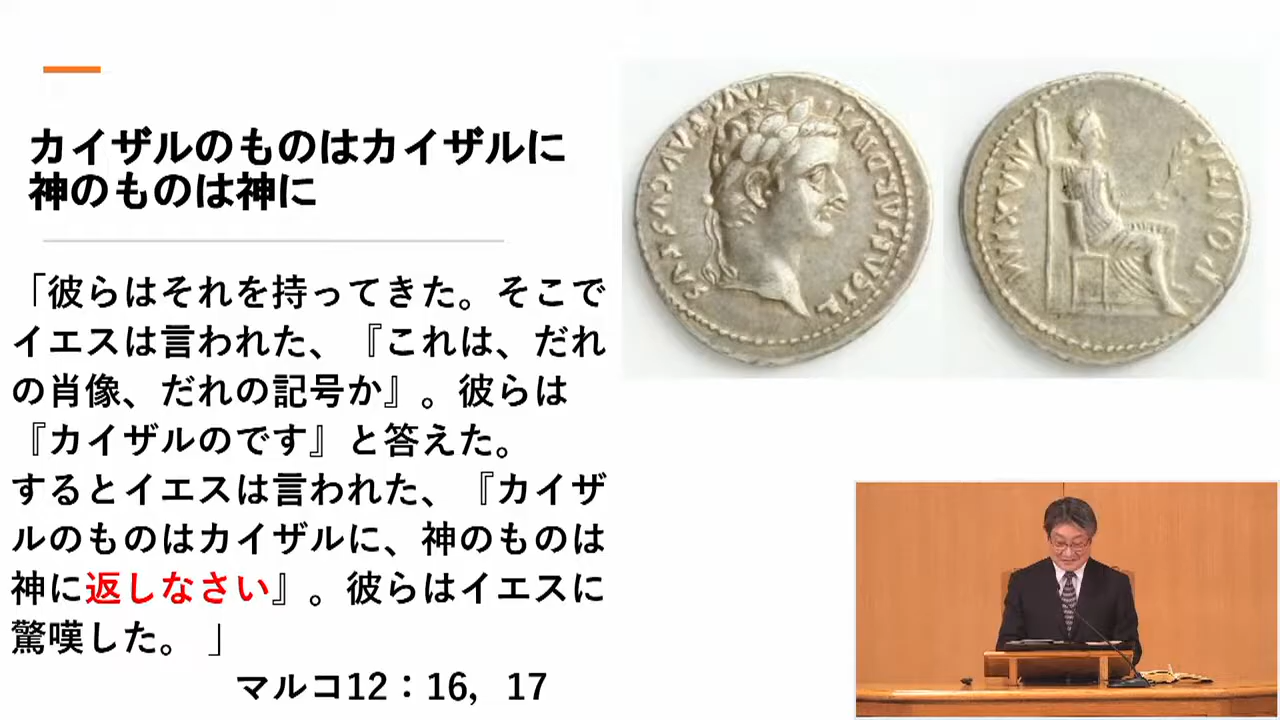 カイザルのものはカイザルに
神のものは神に
「彼らはそれを持ってきた。そこで
イエスは言われた、『これは、だれ
の肖像、だれの記号か』。彼らは
『カイザルのです』と答えた。
するとイエスは言われた、『カイザ
ルのものはカイザルに、神のものは
神に返しなさい』。彼らはイエスに
驚嘆した。」
マルコ12：16，17
TICAESARDIVI
AVGFAVGVSTVS
PONTIF
MAXIM